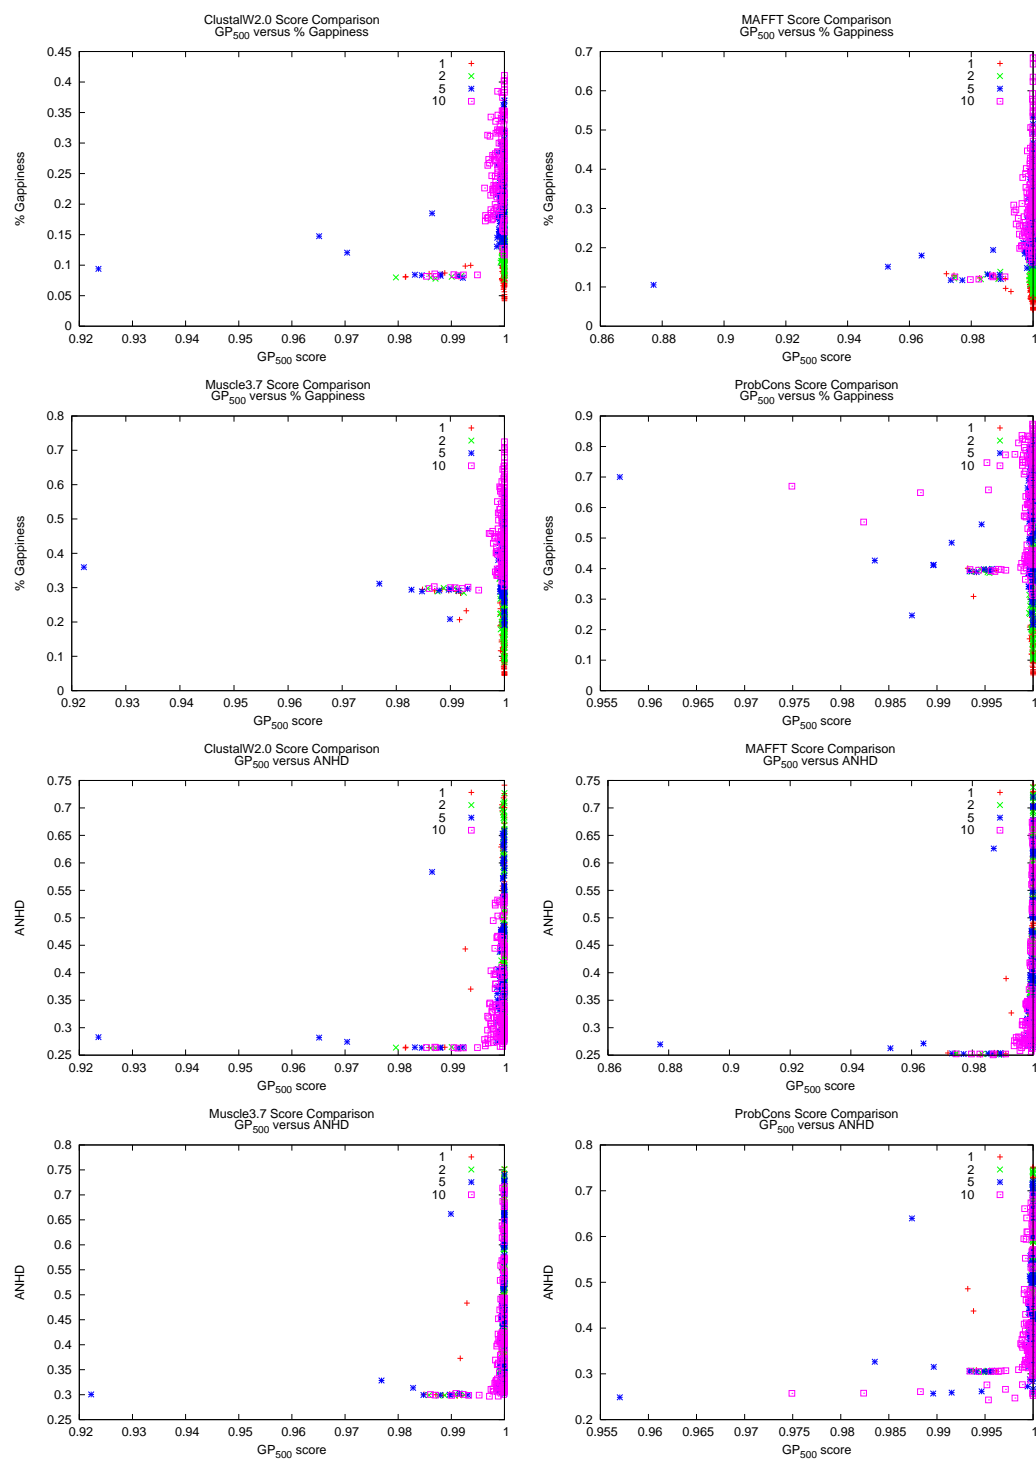 ClustalW2.0 Score Comparison
GP500 versus % Gappiness
% Gappiness
0.45
0.4
0.35
0.3
0.25
0.2
0.15
0.1
0.05
0
1
2
5
10
0.92 0.93 0.94 0.95 0.96 0.97 0.98 0.99 1
GP500 score
MAFFT Score Comparison
GP500 versus % Gappiness
% Gappiness
0.7
0.6
0.5
0.4
0.3
0.2
0.1
0
1
2
5
10
0.86 0.88 0.9 0.92 0.94 0.96 0.98 1
GP500 score
Muscle3.7 Score Comparison
GP500 versus % Gappiness
% Gappiness
0.8
0.7
0.6
0.5
0.4
0.3
0.2
0.1
0
1
2
5
10
0.92 0.93 0.94 0.95 0.96 0.97 0.98 0.99 1
GP500 score
ProbCons Score Comparison
GP500 versus % Gappiness
% Gappiness
0.9
0.8
0.7
0.6
0.5
0.4
0.3
0.2
0.1
0
1
2
5
10
0.955 0.96 0.965 0.97 0.975 0.98 0.985 0.99 0.995 1
GP500 score
ClustalW2.0 Score Comparison
GP500 versus ANHD
ANHD
0.75
0.7
0.65
0.6
0.55
0.5
0.45
0.4
0.35
0.3
0.25
1
2
5
10
0.92 0.93 0.94 0.95 0.96 0.97 0.98 0.99 1
GP500 score
MAFFT Score Comparison
GP500 versus ANHD
ANHD
0.75
0.7
0.65
0.6
0.55
0.5
0.45
0.4
0.35
0.3
0.25
1
2
5
10
0.86 0.88 0.9 0.92 0.94 0.96 0.98 1
GP500 score
Muscle3.7 Score Comparison
GP500 versus ANHD
ANHD
0.8
0.75
0.7
0.65
0.6
0.55
0.5
0.45
0.4
0.35
0.3
0.25
1
2
5
10
0.92 0.93 0.94 0.95 0.96 0.97 0.98 0.99 1
GP500 score
ProbCons Score Comparison
GP500 versus ANHD
ANHD
0.8
0.7
0.6
0.5
0.4
0.3
0.2
1
2
5
10
0.955 0.96 0.965 0.97 0.975 0.98 0.985 0.99 0.995 1
GP500 score